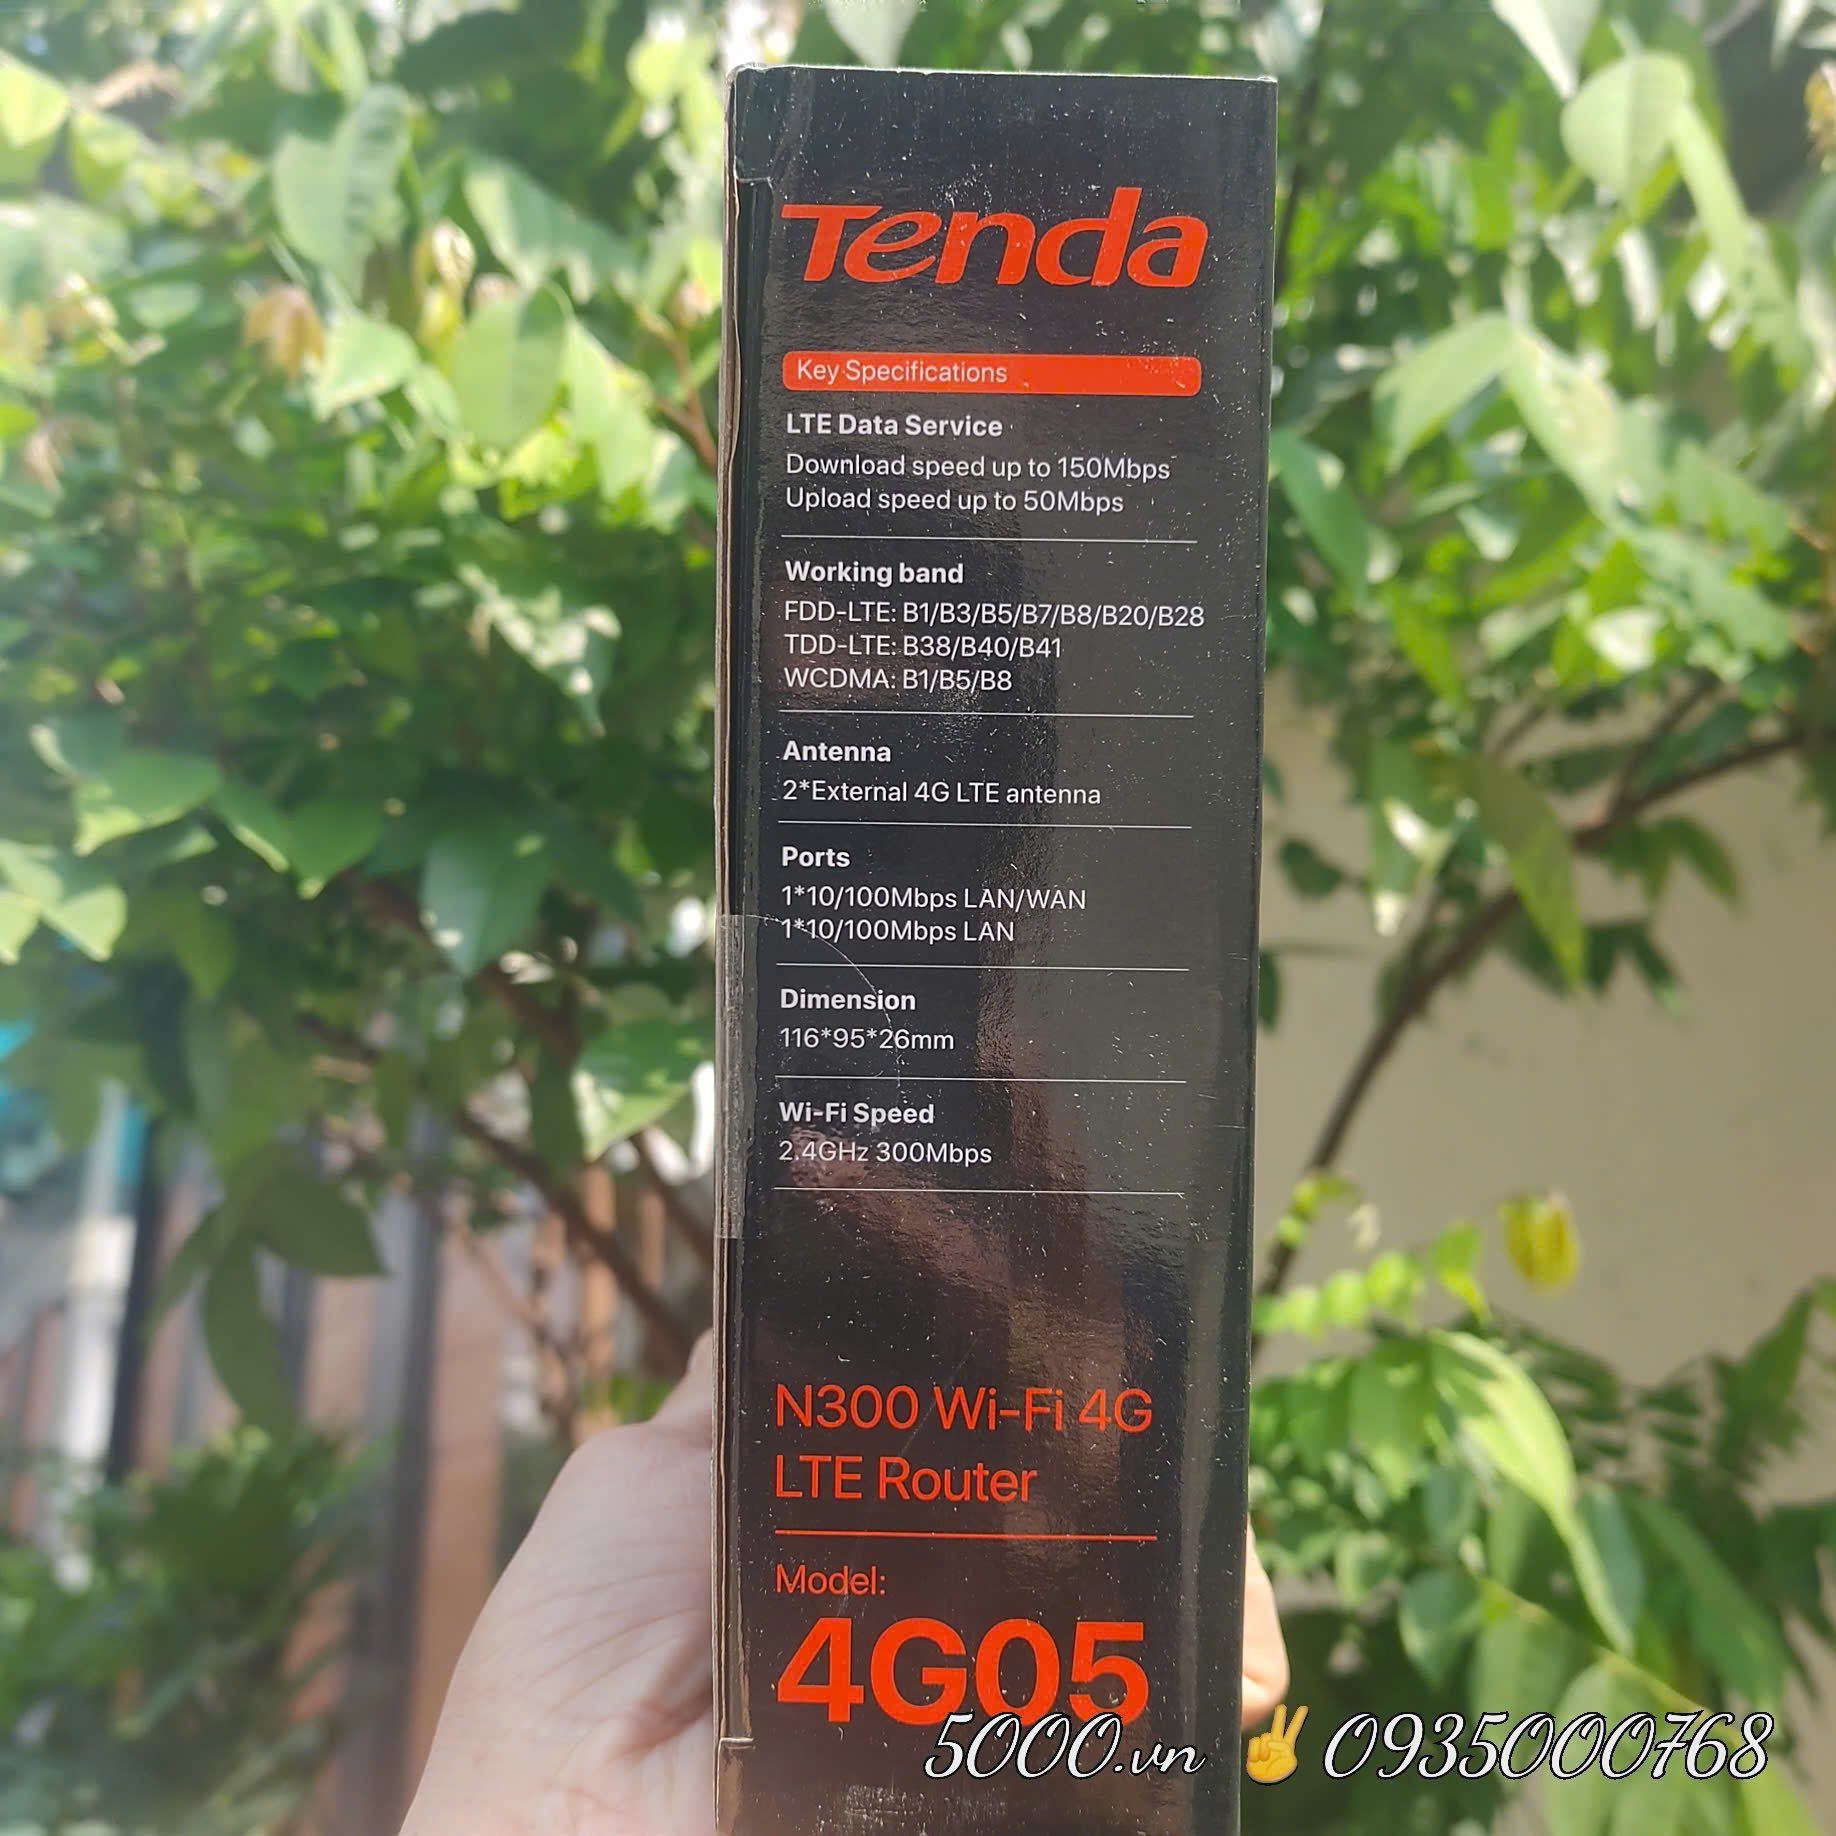 Tenda
Key Specifications
LTE Data Service
Download speed up to 150Mbps
Upload speed up to 50Mbps
Working band
FDD-LTE: B1/B3/B5/B7/B8/B20/B28
TDD-LTE: B38/B40/B41
WCDMA: B1/B5/B8
Antenna
2*External 4G LTE antenna
Ports
1*10/100Mbps LAN/WAN
1*10/100Mbps LAN
Dimension
116*95*26mm
Wi-Fi Speed
2.4GHz 300Mbps
N300 Wi-Fi 4G
LTE Router
Model:
4G05
5000.vn ✌ 0935000768